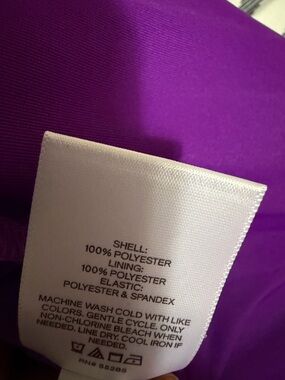 SHELL:
100% POLYESTER
LINING:
100% POLYESTER
ELASTIC:
POLYESTER & SPANDEX
MACHINE WASH COLD WITH LIKE
COLORS. GENTLE CYCLE. ONLY
NON-CHLORINE BLEACH WHEN
NEEDED. LINE DRY. COOL IRON IF
NEEDED.
RN#